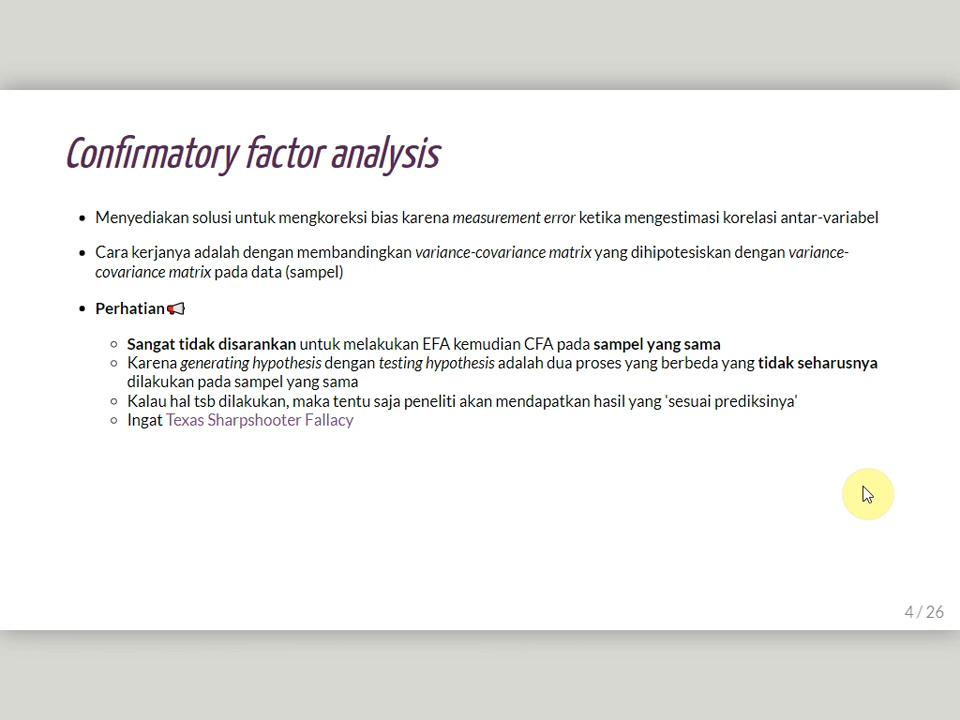 Confirmatory factor analysis
Menyediakan solusi untuk mengkoreksi bias karena measurement error ketika mengestimasi korelasi antar-variabel
Cara kerjanya adalah dengan membandingkan variance-covariance matrix yang dihipotesiskan dengan variance-
covariance matrix pada data (sampel)
Perhatian
Sangat tidak disarankan untuk melakukan EFA kemudian CFA pada sampel yang sama
Karena generating hypothesis dengan testing hypothesis adalah dua proses yang berbeda yang tidak seharusnya
dilakukan pada sampel yang sama
Kalau hal tsb dilakukan, maka tentu saja peneliti akan mendapatkan hasil yang 'sesuai prediksinya'
Ingat Texas Sharpshooter Fallacy
4 / 26